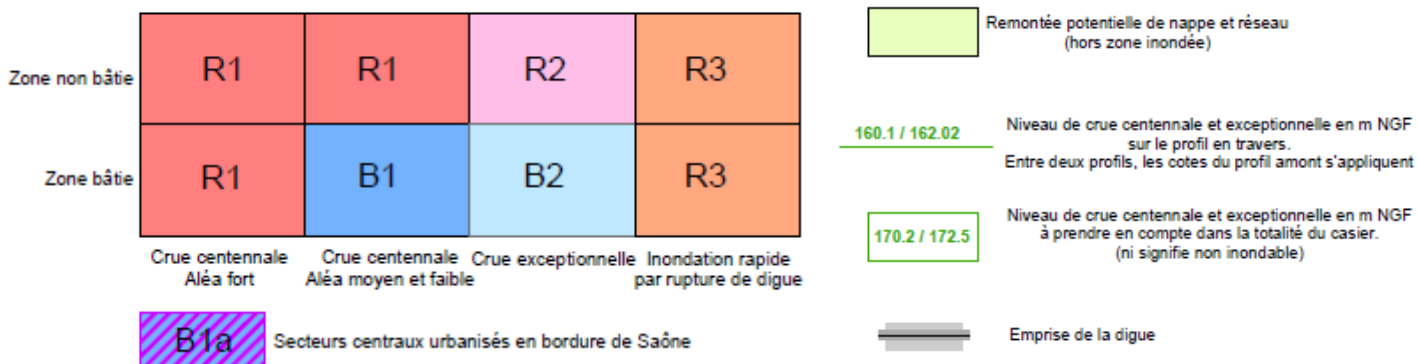 Zone non bâtie
R1
R1
R2
R3
Zone bâtie
R1
B1
B2
R3
Crue centennale
Aléa fort
Crue centennale
Aléa moyen et faible
Crue exceptionnelle
Inondation rapide
par rupture de digue
B1a
Secteurs centraux urbanisés en bordure de Saône
Remontée potentielle de nappe et réseau
(hors zone inondée)
160.1 / 162.02
Niveau de crue centennale et exceptionnelle en m NGF
sur le profil en travers.
Entre deux profils, les cotes du profil amont s'appliquent
170.2 / 172.5
Niveau de crue centennale et exceptionnelle en m NGF
à prendre en compte dans la totalité du casier.
(ni signifie non inondable)
Emprise de la digue